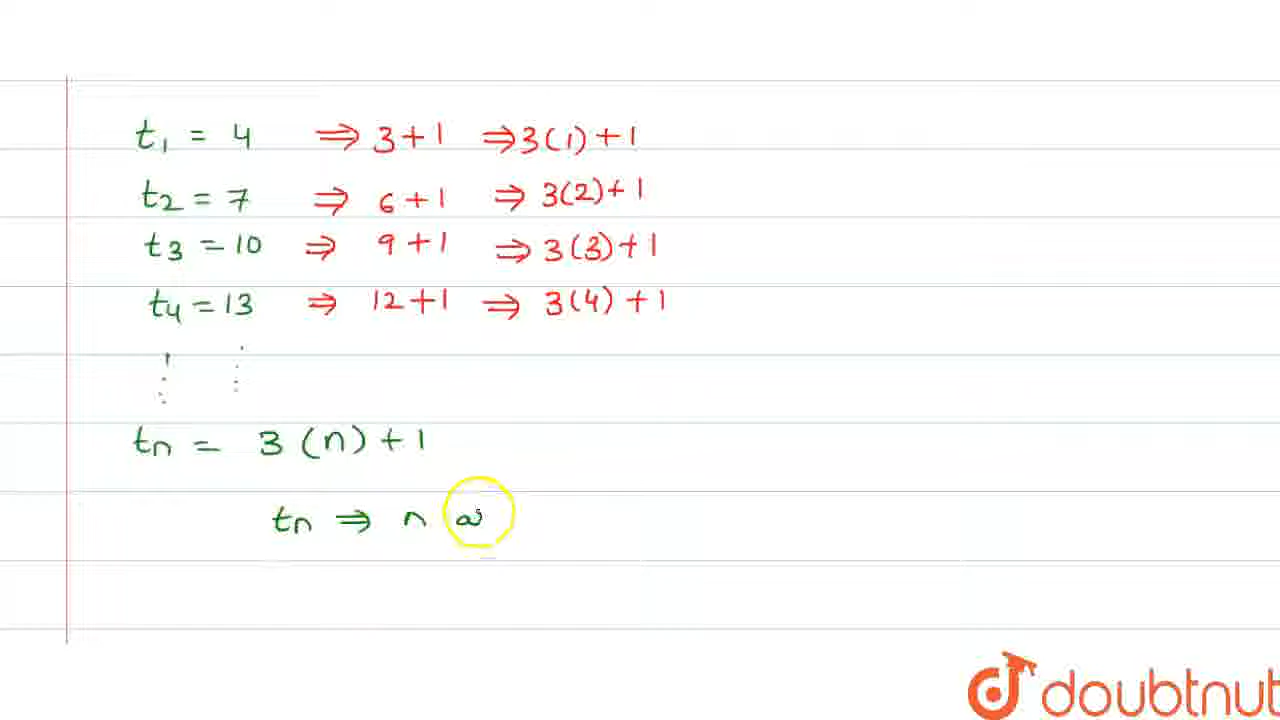 t₁ = 4 ⇒ 3 + 1 ⇒ 3(1) + 1
t₂ = 7 ⇒ 6 + 1 ⇒ 3(2) + 1
t₃ = 10 ⇒ 9 + 1 ⇒ 3(3) + 1
t₄ = 13 ⇒ 12 + 1 ⇒ 3(4) + 1
⋮ ⋮
tₙ = 3 (n) + 1
tₙ ⇒ n
doubtnut